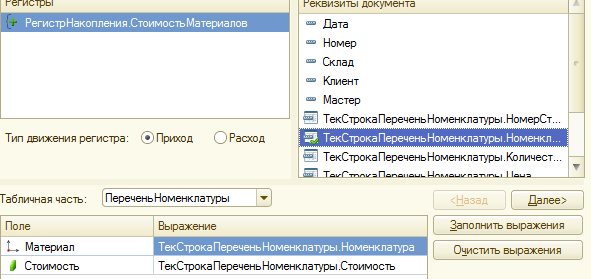 Регистры
РегистрНакопления.СтоимостьМатериалов
Тип движения регистра: Приход Расход
Реквизиты документа
Дата
Номер
Склад
Клиент
Мастер
ТекСтрокаПереченьНоменклатуры.НомерСт...
ТекСтрокаПереченьНоменклатуры.Номенкл...
ТекСтрокаПереченьНоменклатуры.Количест...
ТекСтрокаПереченьНоменклатуры.Цена
Табличная часть: ПереченьНоменклатуры
<Назад Далее>
Поле Выражение
Материал ТекСтрокаПереченьНоменклатуры.Номенклатура
Стоимость ТекСтрокаПереченьНоменклатуры.Стоимость
Заполнить выражения
Очистить выражения